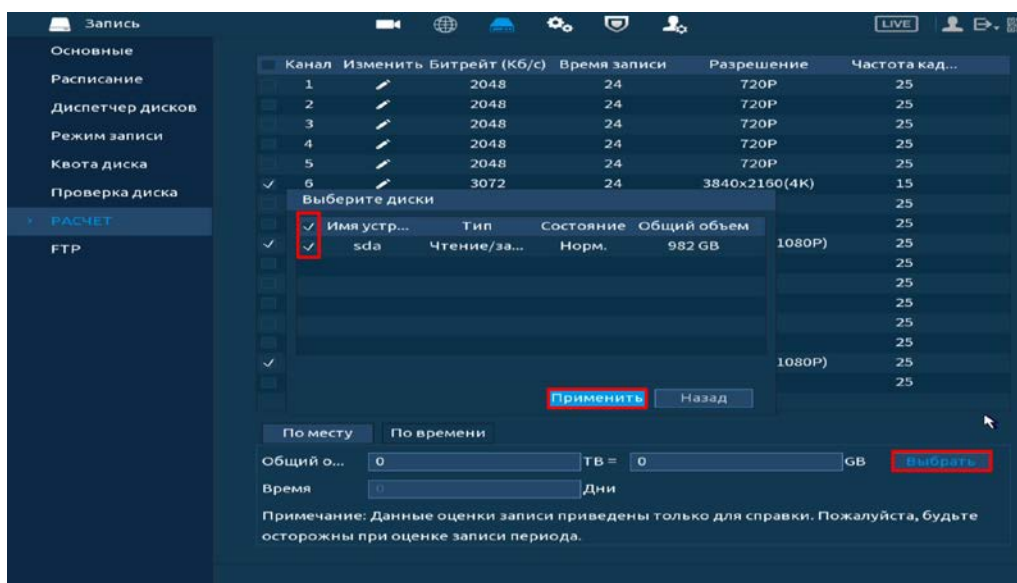 Запись LIVE
Основные
Расписание
Диспетчер дисков
Режим записи
Квота диска
Проверка диска
РАСЧЕТ
FTP
Канал Изменить Битрейт (Кб/с) Время записи Разрешение Частота кад...
1 2048 24 720P 25
2 2048 24 720P 25
3 2048 24 720P 25
4 2048 24 720P 25
5 2048 24 720P 25
6 3072 24 3840x2160(4K) 15
25
25
1080P) 25
25
25
25
25
25
1080P) 25
25
Выберите диски
Имя устр... Тип Состояние Общий объем
sda Чтение/за... Норм. 982 GB
Применить Назад
По месту По времени
Общий о... 0 TB = 0 GB Выбрать
Время 0 Дни
Примечание: Данные оценки записи приведены только для справки. Пожалуйста, будьте
осторожны при оценке записи периода.